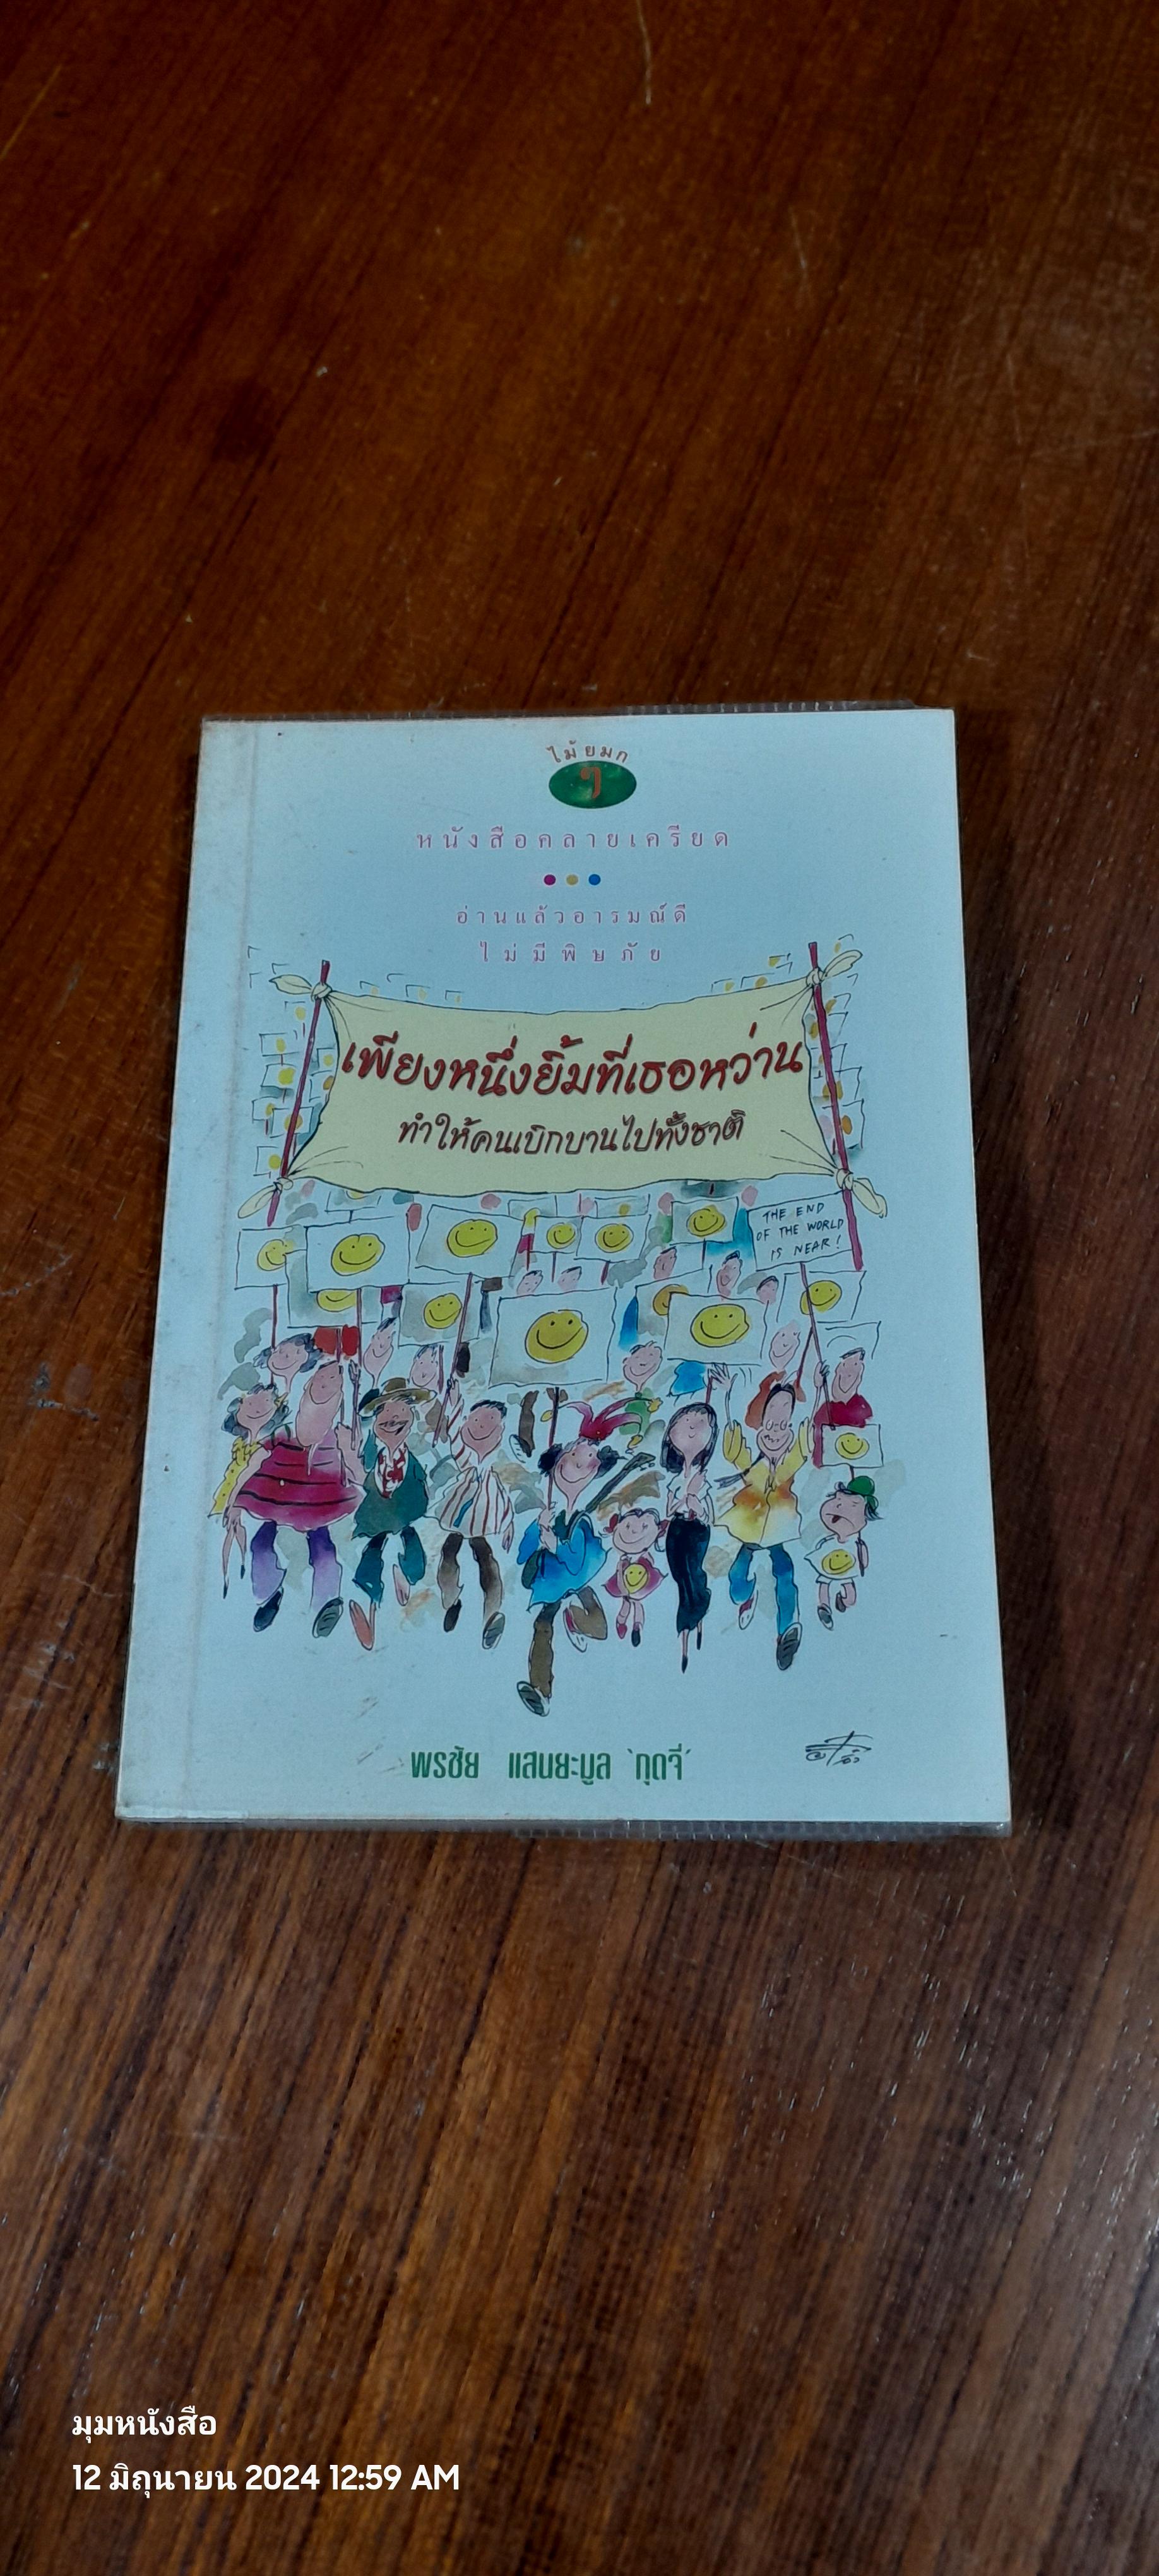 ไม้ยมก
ๆ
หนังสือคลายเครียด
อ่านแล้วอารมณ์ดี
ไม่มีพิษภัย
เพียงหนึ่งยิ้มที่เธอหว่าน
ทำให้คนเบิกบานไปทั้งชาติ
THE END
OF THE WORLD
IS NEAR!
พรชัย แสนยะมูล 'กุดจี่'
มุมหนังสือ
12 มิถุนายน 2024 12:59 AM